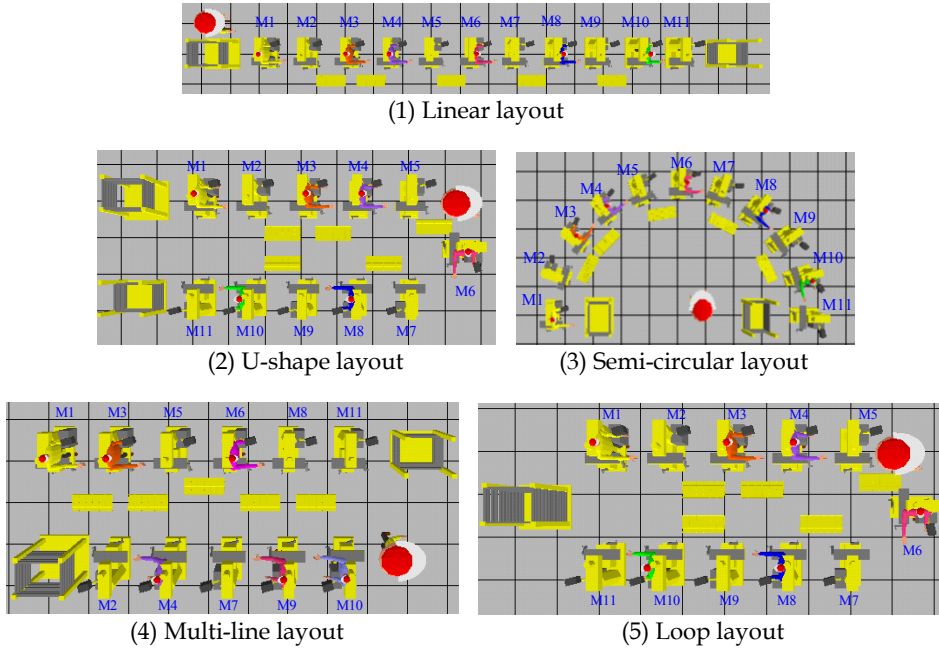 M1 M2 M3 M4 M5 M6 M7 M8 M9 M10 M11
(1) Linear layout
M1 M2 M3 M4 M5
M6
M11 M10 M9 M8 M7
(2) U-shape layout
M6
M5 M7
M4 M8
M3 M9
M2 M10
M1 M11
(3) Semi-circular layout
M1 M3 M5 M6 M8 M11
M2 M4 M7 M9 M10
(4) Multi-line layout
M1 M2 M3 M4 M5
M6
M11 M10 M9 M8 M7
(5) Loop layout